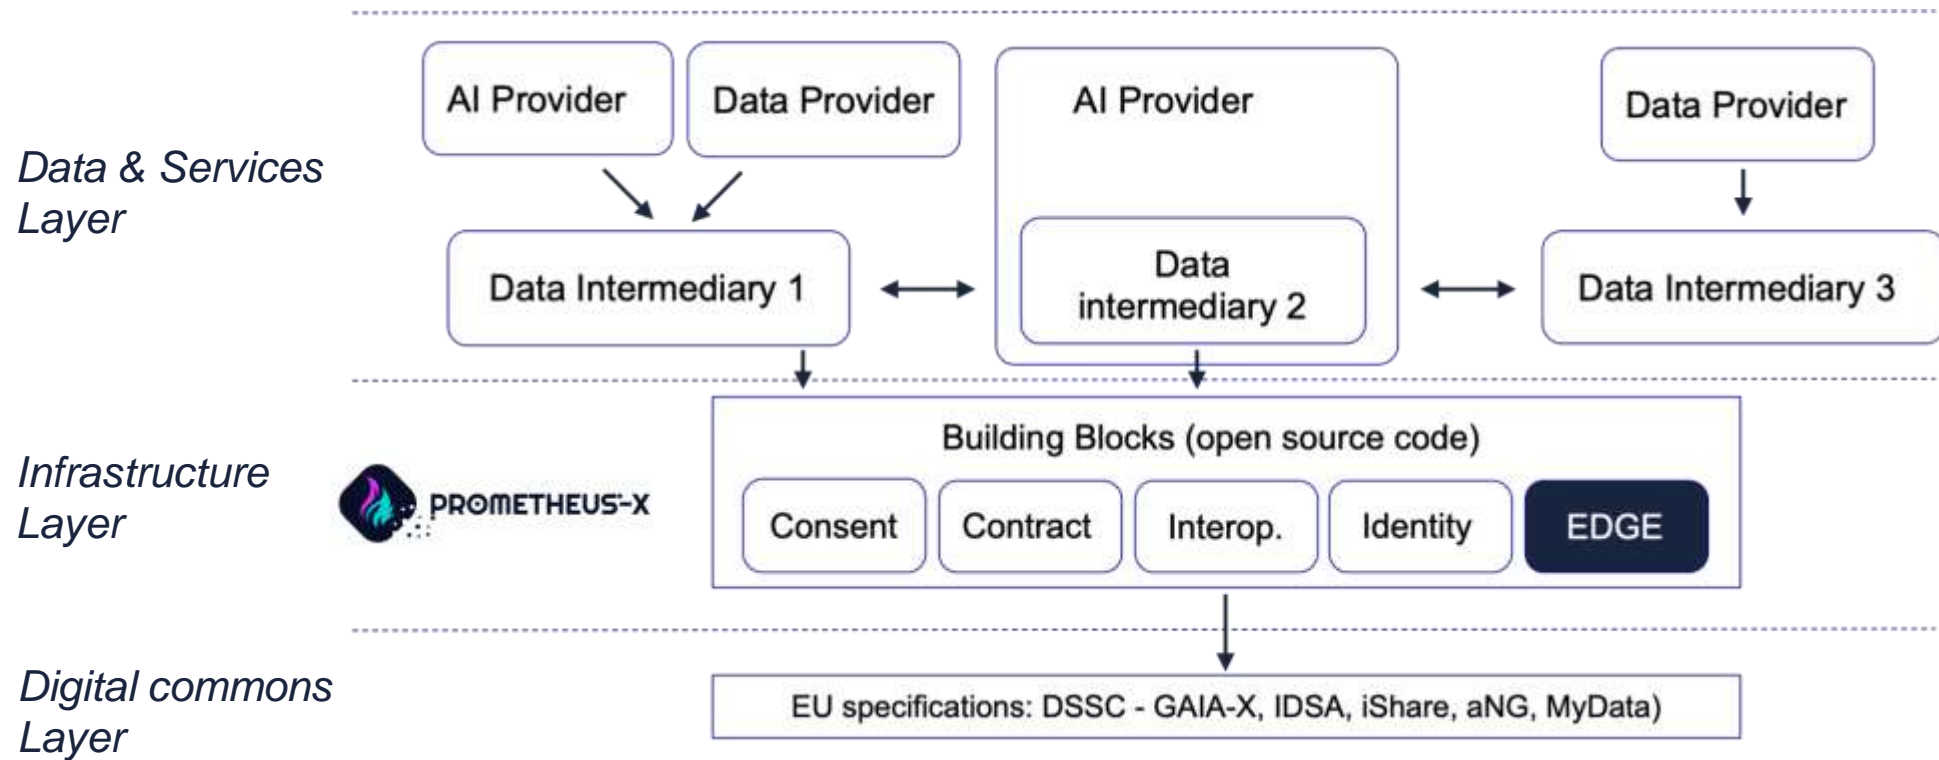 AI Provider
Data Provider
AI Provider
Data Provider
Data & Services
Layer
Data Intermediary 1
Data
intermediary 2
Data Intermediary 3
Building Blocks (open source code)
Infrastructure
Layer
PROMETHEUS-X
Consent
Contract
Interop.
Identity
EDGE
Digital commons
Layer
EU specifications: DSSC - GAIA-X, IDSA, iShare, aNG, MyData)